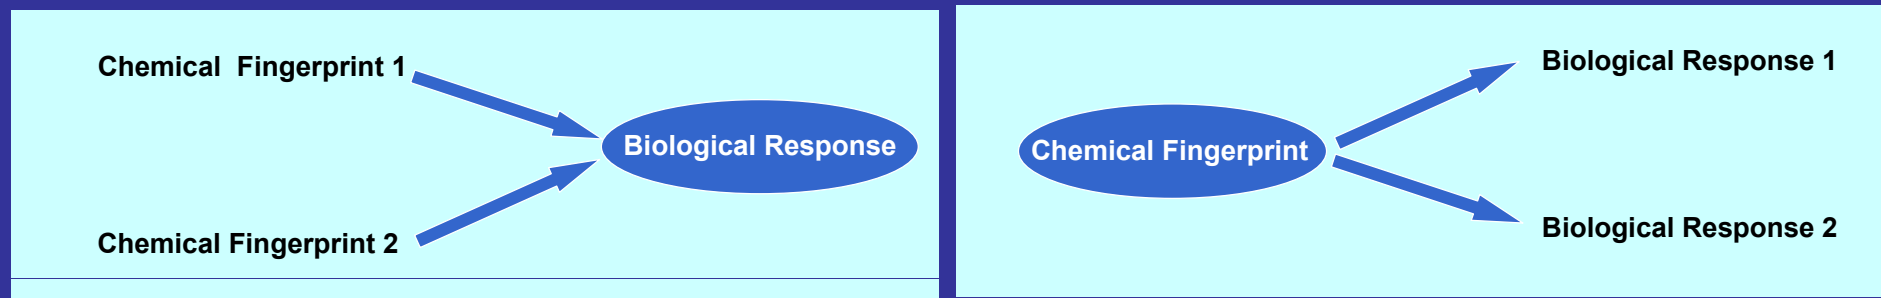 Chemical  Fingerprint 1
Biological Response
Chemical Fingerprint 2
Biological Response 1
Chemical Fingerprint
Biological Response 2